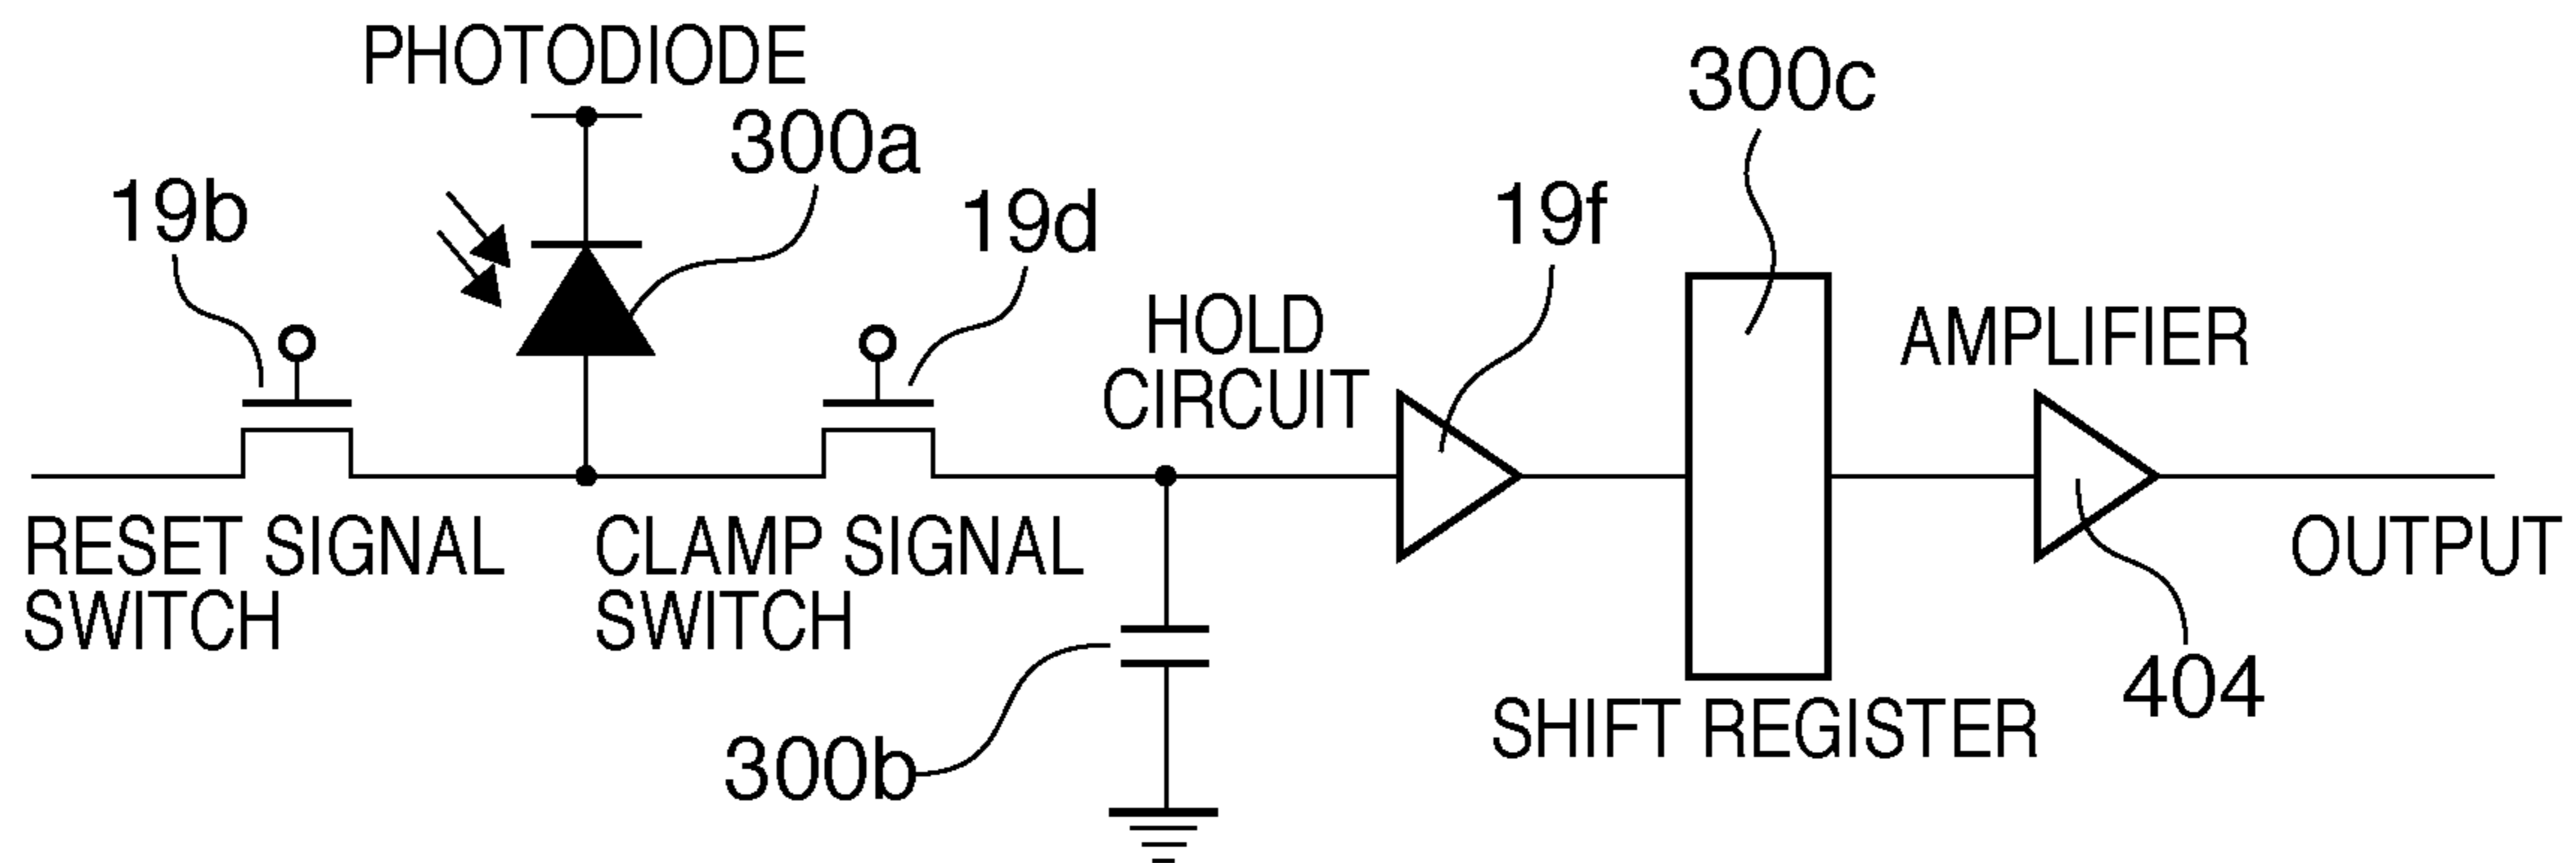 PHOTODIODE
300a
300c
19b
19d
19f
HOLD
CIRCUIT
AMPLIFIER
RESET SIGNAL
SWITCH
CLAMP SIGNAL
SWITCH
OUTPUT
300b
SHIFT REGISTER
404